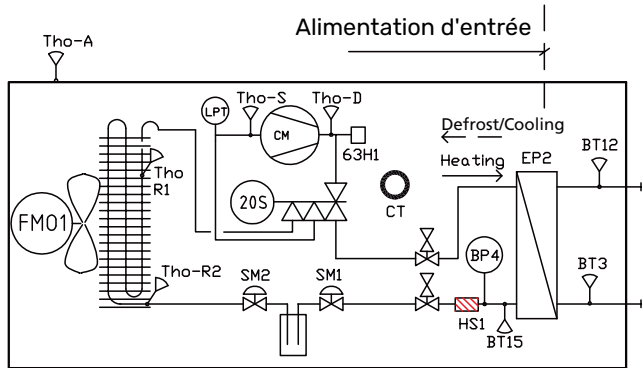 Alimentation d'entrée
Tho-A
LPT
Tho-S
Tho-D
CM
63H1
Defrost/Cooling
Heating
EP2
BT12
Tho
R1
20S
CT
FM01
Tho-R2
SM2
SM1
BP4
BT3
HS1
BT15